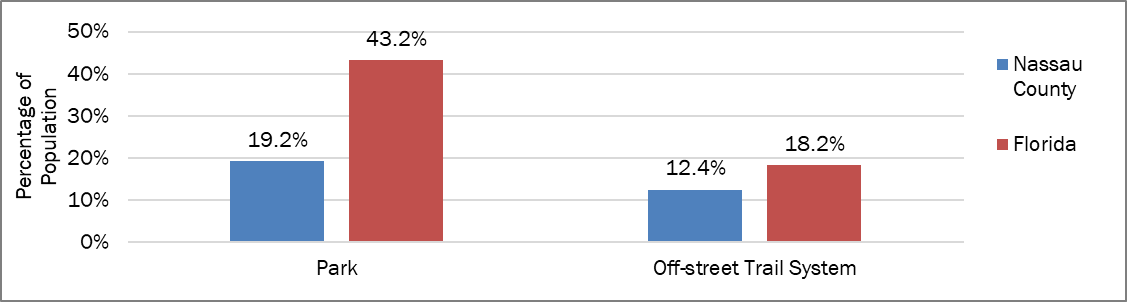 Percentage of
Population
50%
40%
30%
20%
10%
0%
19.2%
43.2%
12.4%
18.2%
Park
Off-street Trail System
Nassau
County
Florida